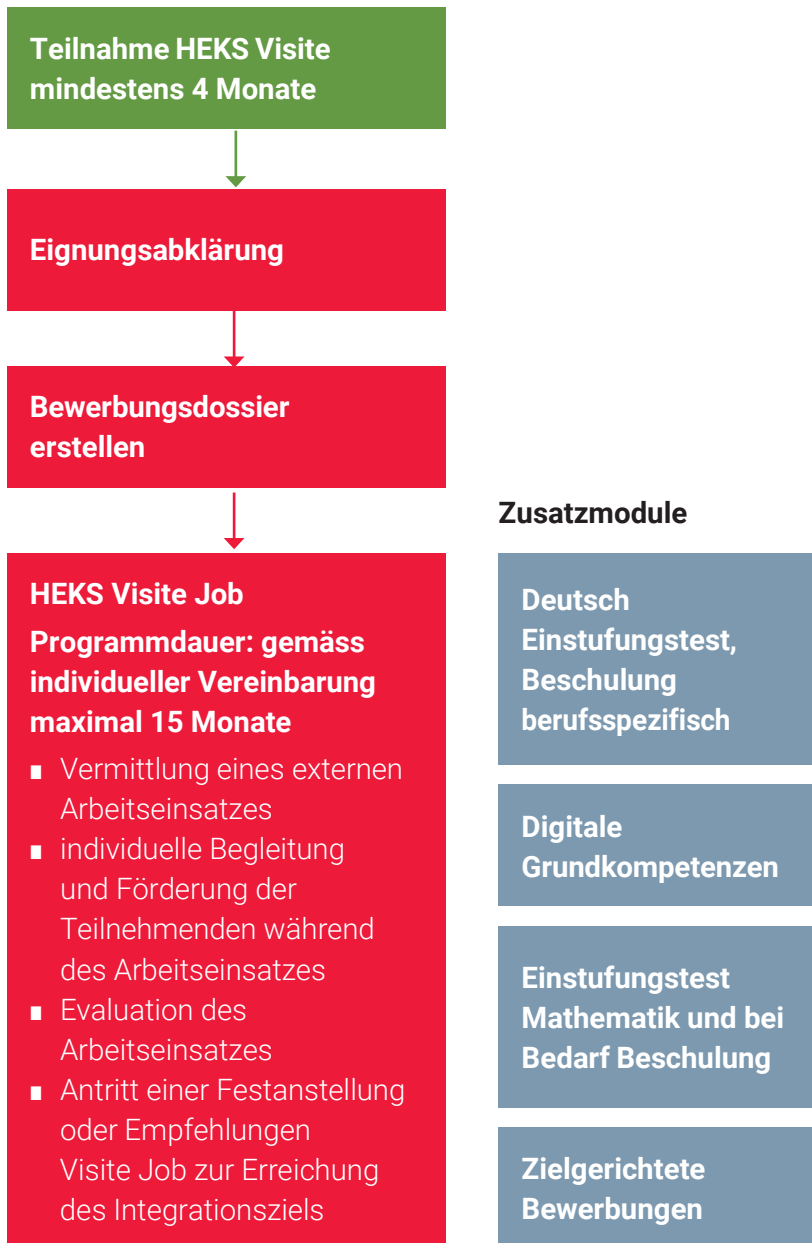 Teilnahme HEKS Visite
mindestens 4 Monate
Eignungsabklärung
Bewerbungsdossier
erstellen
HEKS Visite Job
Programmdauer: gemäss
individueller Vereinbarung
maximal 15 Monate
■ Vermittlung eines externen
Arbeitseinsatzes
■ individuelle Begleitung
und Förderung der
Teilnehmenden während
des Arbeitseinsatzes
■ Evaluation des
Arbeitseinsatzes
■ Antritt einer Festanstellung
oder Empfehlungen
Visite Job zur Erreichung
des Integrationsziels
Zusatzmodule
Deutsch
Einstufungstest,
Beschulung
berufsspezifisch
Digitale
Grundkompetenzen
Einstufungstest
Mathematik und bei
Bedarf Beschulung
Zielgerichtete
Bewerbungen